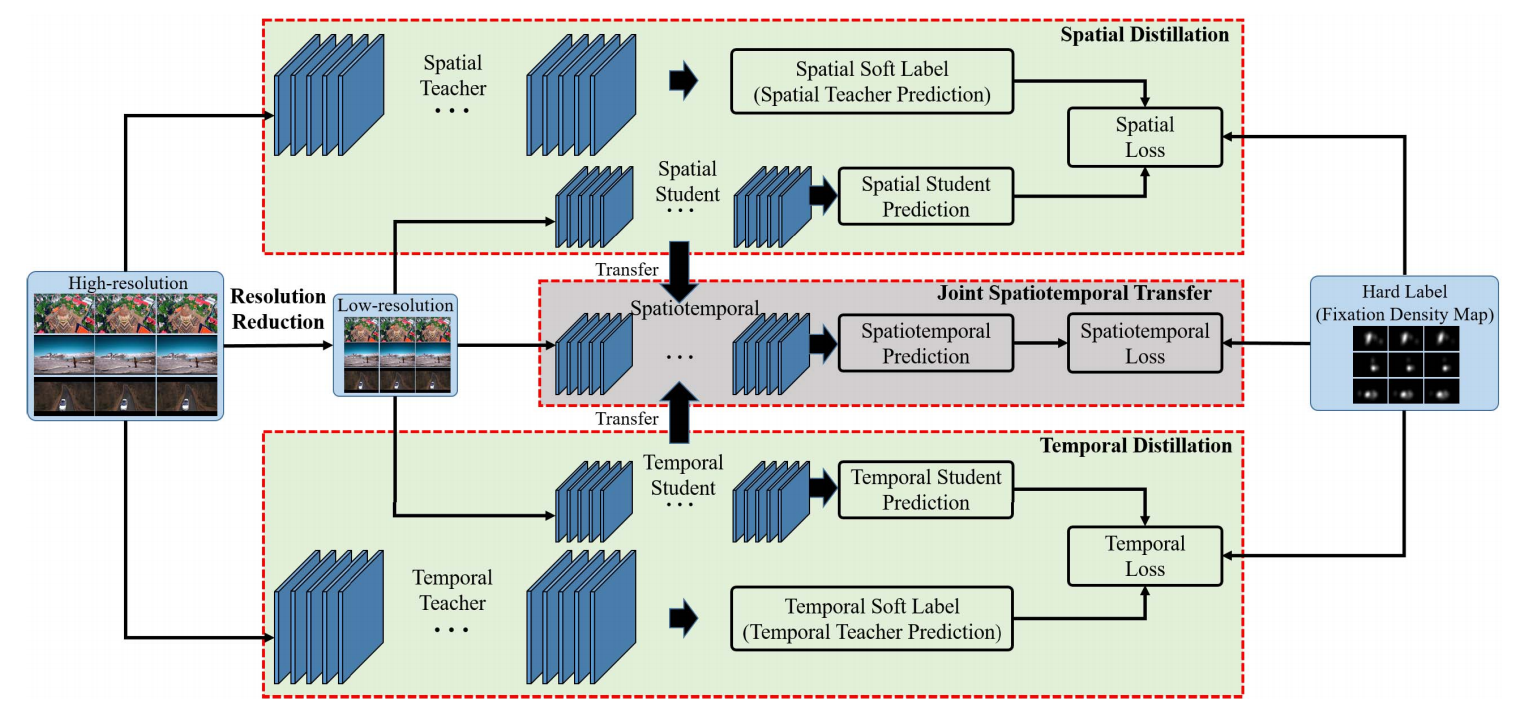 Spatial Distillation
Spatial
Teacher
...
Spatial Soft Label
(Spatial Teacher Prediction)
Spatial
Loss
Spatial
Student
...
Spatial Student
Prediction
Transfer
High-resolution
Resolution
Reduction
Low-resolution
Joint Spatiotemporal Transfer
Spatiotemporal
...
Spatiotemporal
Prediction
Spatiotemporal
Loss
Hard Label
(Fixation Density Map)
Transfer
Temporal Distillation
Temporal
Student
...
Temporal Student
Prediction
Temporal
Loss
Temporal
Teacher
...
Temporal Soft Label
(Temporal Teacher Prediction)